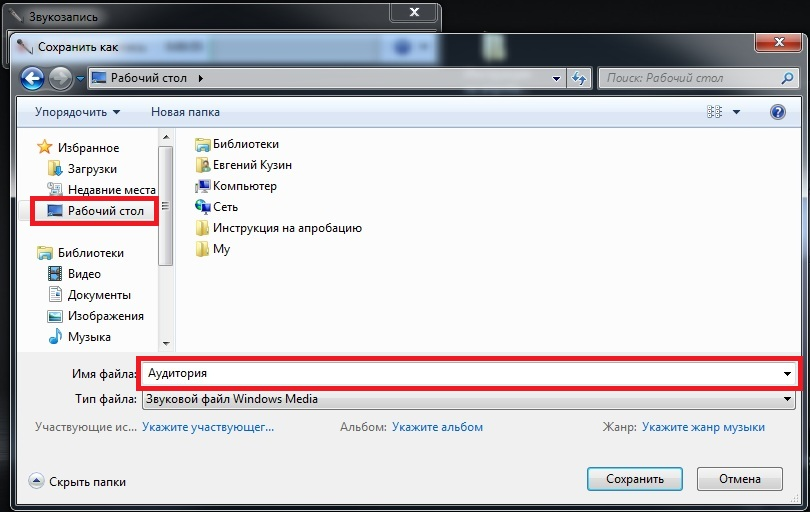 Звукозапись
Сохранить как
Рабочий стол
Поиск: Рабочий стол
Упорядочить
Новая папка
Избранное
Загрузки
Недавние места
Рабочий стол
Библиотеки
Видео
Документы
Изображения
Музыка
Библиотеки
Евгений Кузин
Компьютер
Сеть
Инструкция на апробацию
My
Имя файла:
Аудитория
Тип файла:
Звуковой файл Windows Media
Участвующие ис... Укажите участвующег... Альбом: Укажите альбом Жанр: Укажите жанр музыки
Скрыть папки
Сохранить
Отмена